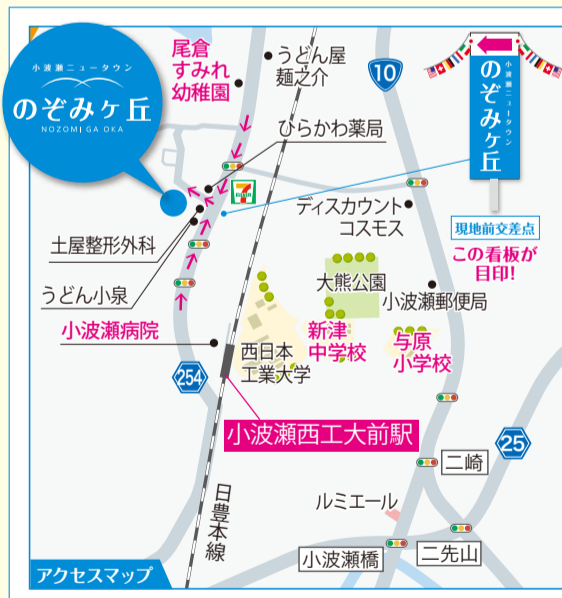 小波瀬ニュータウン
のぞみヶ丘
NOZOMI GA OKA
尾倉
すみれ
幼稚園
うどん屋
麺之介
10
小波瀬ニュータウン
のぞみヶ丘
ひらかわ薬局
7
ELEVEN
ディスカウント
コスモス
現地前交差点
この看板が
目印!
土屋整形外科
うどん小泉
大熊公園
小波瀬郵便局
小波瀬病院
西日本
工業大学
新津
中学校
与原
小学校
254
小波瀬西工大前駅
25
二崎
日豊本線
ルミエール
小波瀬橋
二先山
アクセスマップ